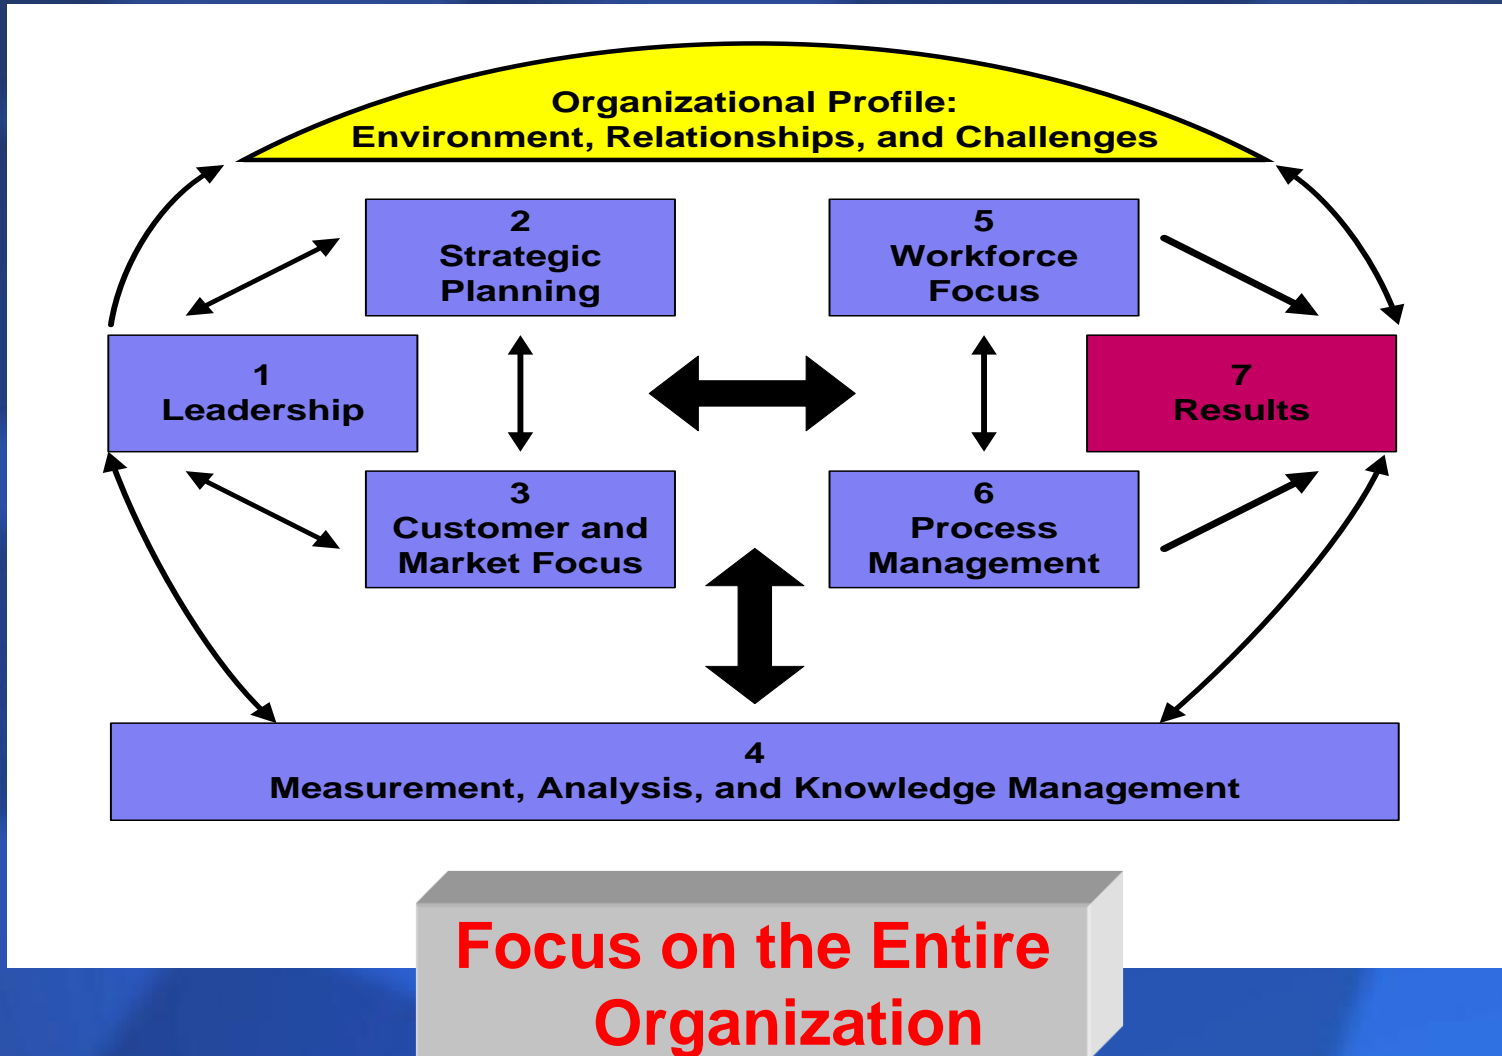 Organizational Profile:
Environment, Relationships, and Challenges
2
Strategic
Planning
5
Workforce
Focus
1
Leadership
7
Results
3
Customer and
Market Focus
6
Process
Management
4
Measurement, Analysis, and Knowledge Management
Focus on the Entire
Organization